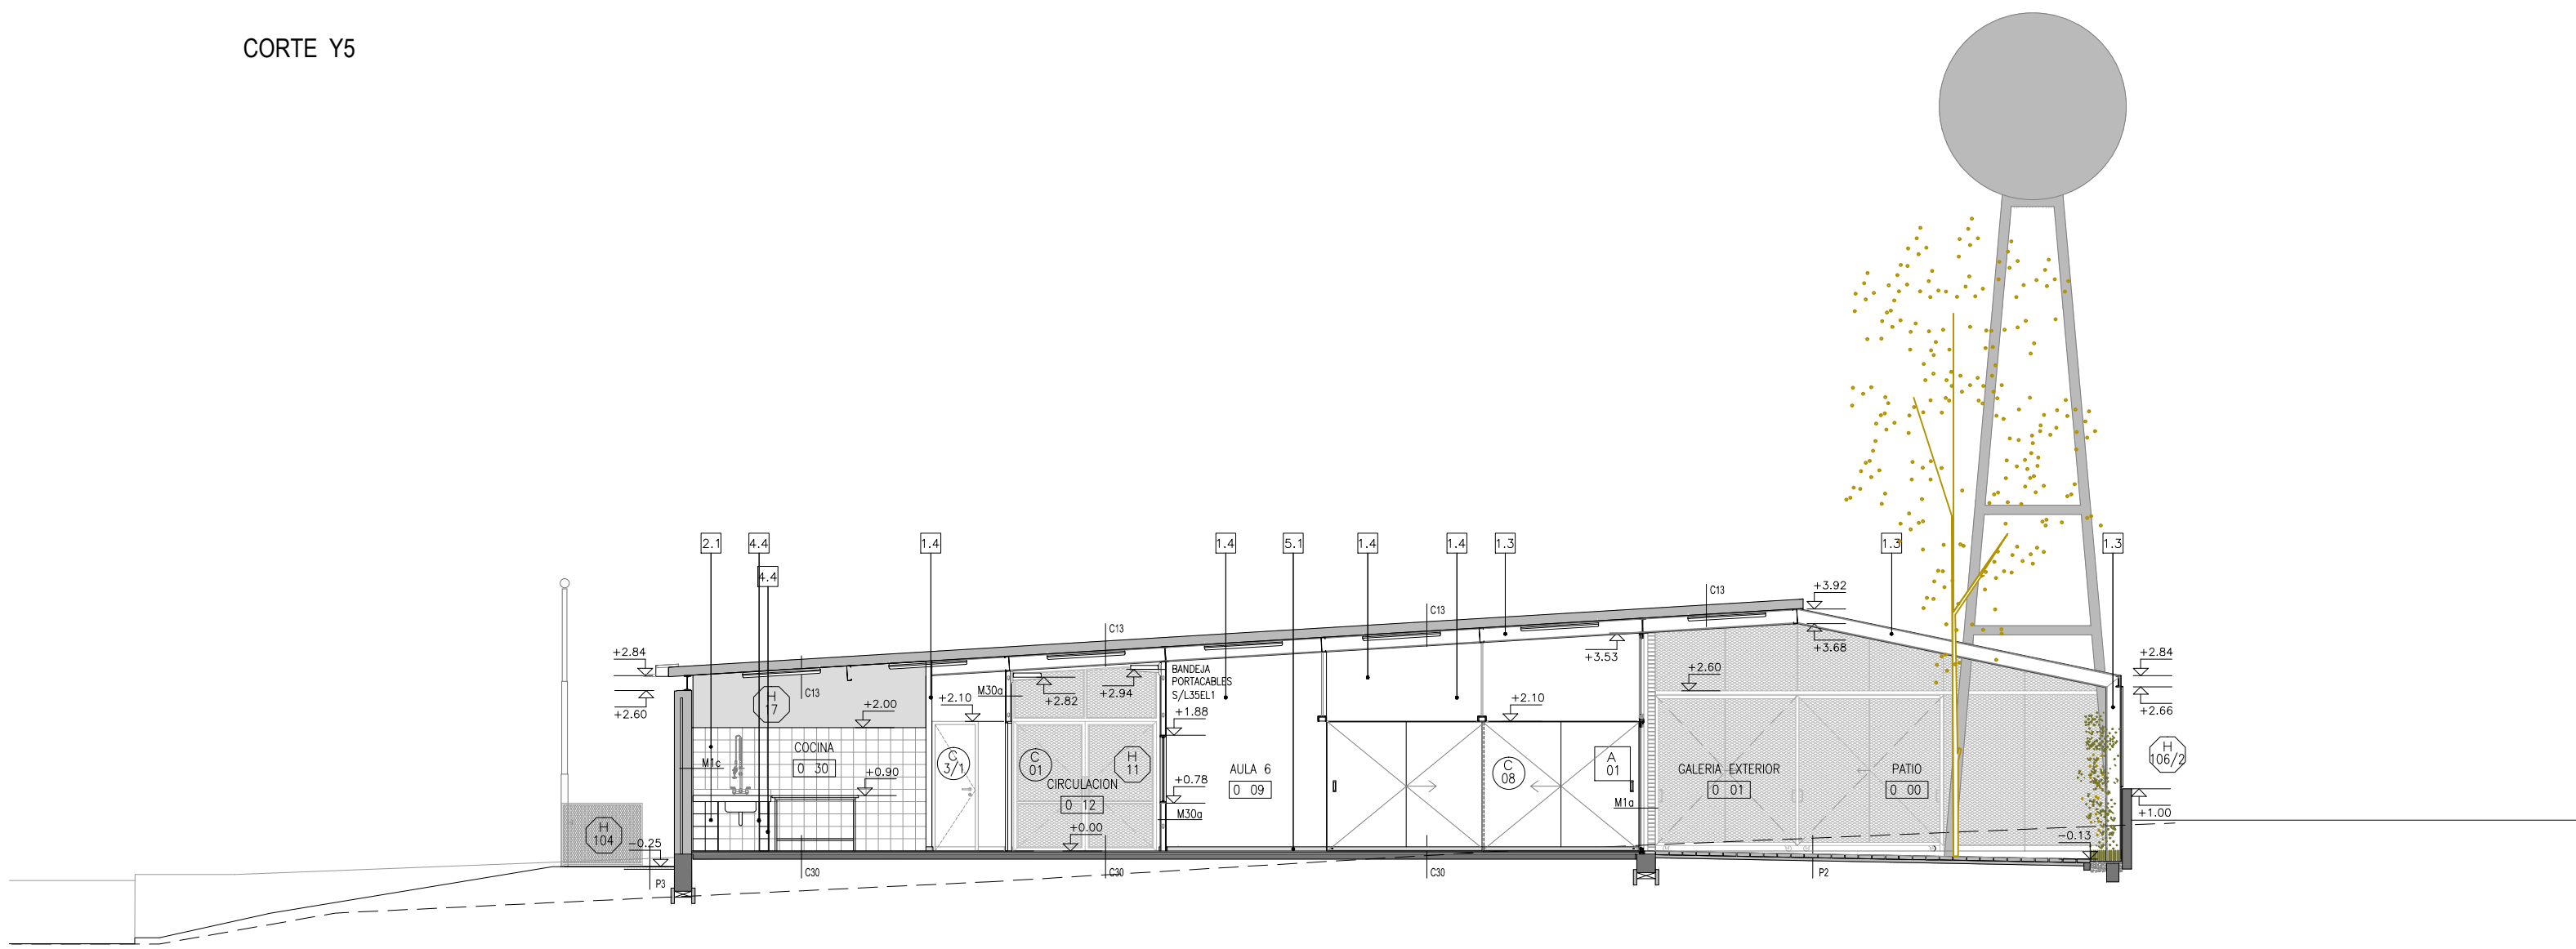 CORTE Y5
2.1
4.4
4.4
1.4
1.4
5.1
1.4
1.4
1.3
1.3
1.3
C13
C13
C13
C13
+3.92
+3.68
+3.53
+2.84
+2.60
+2.84
+2.66
+1.00
H
106/2
H
17
+2.00
+2.10
M30a
+2.82
+2.94
BANDEJA
PORTACABLES
S/L35EL1
+1.88
+2.10
+2.60
COCINA
0 30
M1c
+0.90
C
3/1
C
01
H
11
CIRCULACION
0 12
+0.00
+0.78
M30a
AULA 6
0 09
C
08
A
01
M1a
GALERIA EXTERIOR
0 01
PATIO
0 00
-0.13
H
104
-0.25
P3
C30
C30
C30
P2